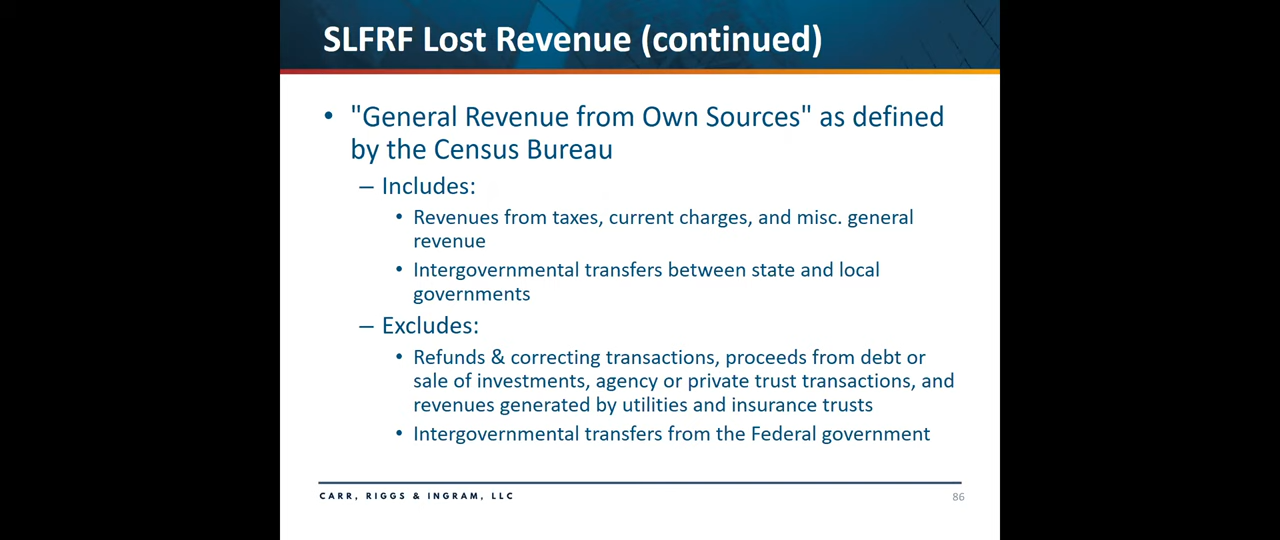 SLFRF Lost Revenue (continued)
• "General Revenue from Own Sources" as defined
by the Census Bureau
– Includes:
• Revenues from taxes, current charges, and misc. general
revenue
• Intergovernmental transfers between state and local
governments
– Excludes:
• Refunds & correcting transactions, proceeds from debt or
sale of investments, agency or private trust transactions, and
revenues generated by utilities and insurance trusts
• Intergovernmental transfers from the Federal government
CARR, RIGGS & INGRAM, LLC
86